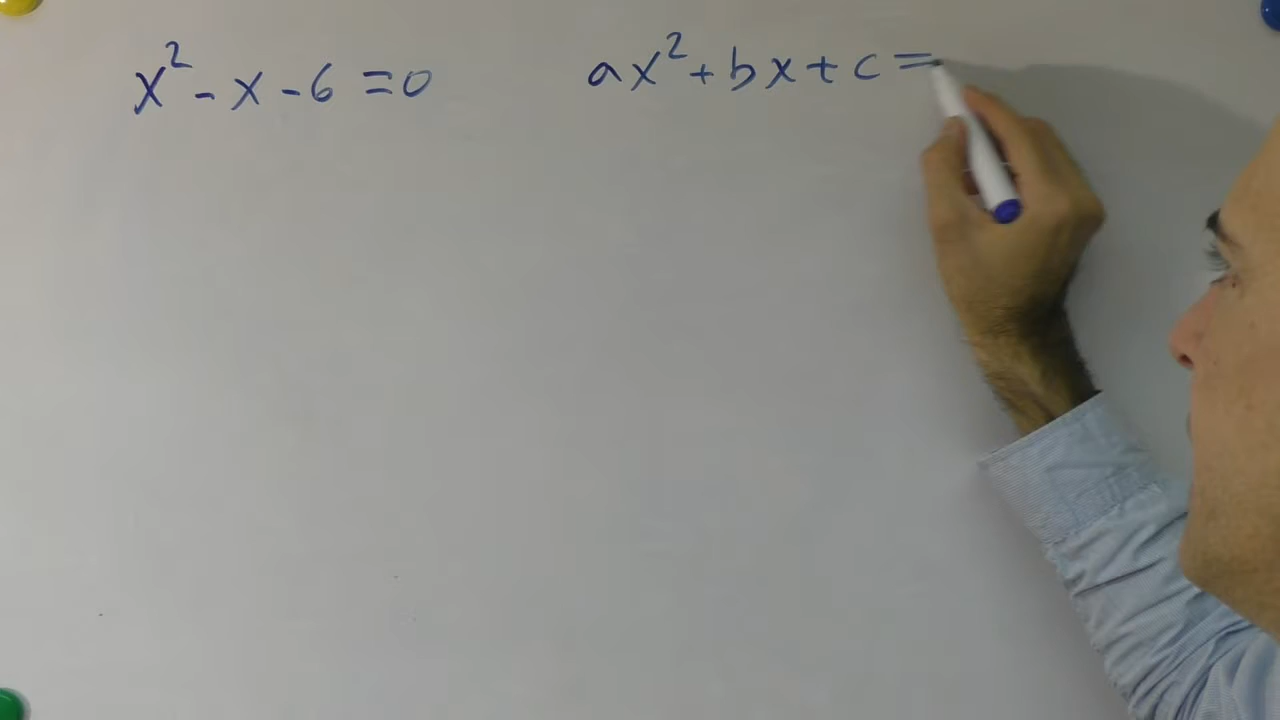 x² - x - 6 = 0
ax² + bx + c =